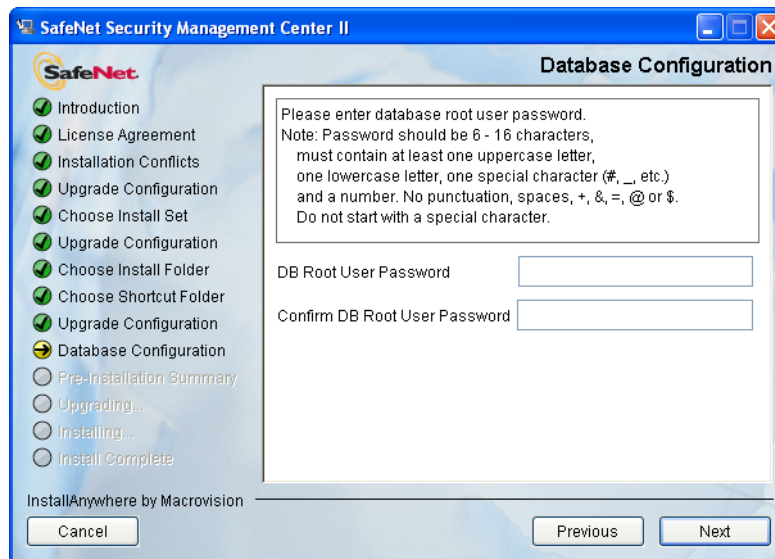 SafeNet Security Management Center II
SafeNet.
Database Configuration
Introduction
License Agreement
Installation Conflicts
Upgrade Configuration
Choose Install Set
Upgrade Configuration
Choose Install Folder
Choose Shortcut Folder
Upgrade Configuration
Database Configuration
Pre-Installation Summary
Upgrading...
Installing...
Install Complete
Please enter database root user password.
Note: Password should be 6 - 16 characters,
must contain at least one uppercase letter,
one lowercase letter, one special character (#, _, etc.)
and a number. No punctuation, spaces, +, &, =, @ or $.
Do not start with a special character.
DB Root User Password
Confirm DB Root User Password
InstallAnywhere by Macrovision
Cancel
Previous
Next